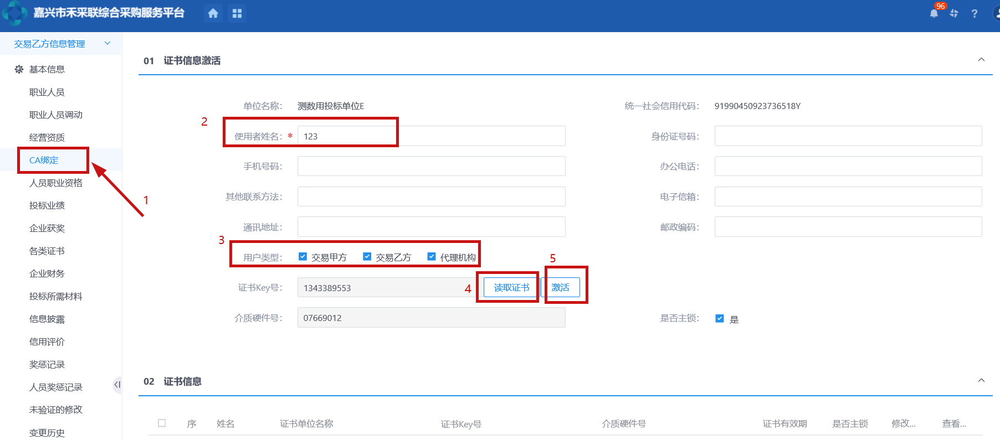 嘉兴市禾采联综合采购服务平台
96
?
交易乙方信息管理
基本信息
职业人员
职业人员调动
经营资质
CA绑定
人员职业资格
投标业绩
企业获奖
各类证书
企业财务
投标所需材料
信息披露
信用评价
奖惩记录
人员奖惩记录
未验证的修改
变更历史
1
01 证书信息激活
单位名称： 测数用投标单位E 统一社会信用代码： 91990450923736518Y
2
使用者姓名：* 123 身份证号码：
手机号码： 办公电话：
其他联系方法： 电子信箱：
通讯地址： 邮政编码：
3
用户类型： 交易甲方 交易乙方 代理机构
5
证书Key号： 1343389553 4 读取证书 激活
介质硬件号： 07669012 是否主锁： 是
02 证书信息
序 姓名 证书单位名称 证书Key号 介质硬件号 证书有效期 是否主锁 修改... 查看...